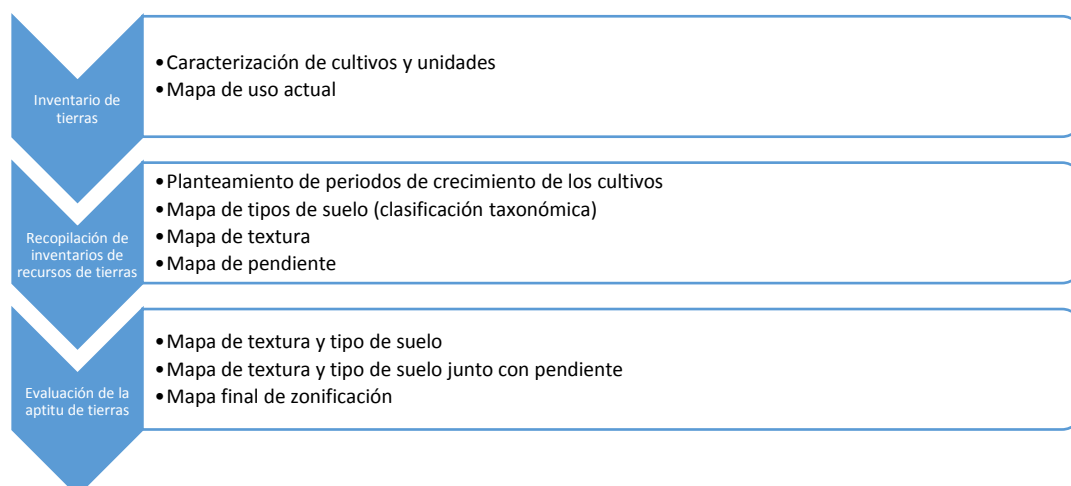 Inventario de
tierras
•Caracterización de cultivos y unidades
•Mapa de uso actual
Recopilación de
inventarios de
recursos de tierras
•Planteamiento de periodos de crecimiento de los cultivos
•Mapa de tipos de suelo (clasificación taxonómica)
•Mapa de textura
•Mapa de pendiente
Evaluación de la
aptitu de tierras
•Mapa de textura y tipo de suelo
•Mapa de textura y tipo de suelo junto con pendiente
•Mapa final de zonificación